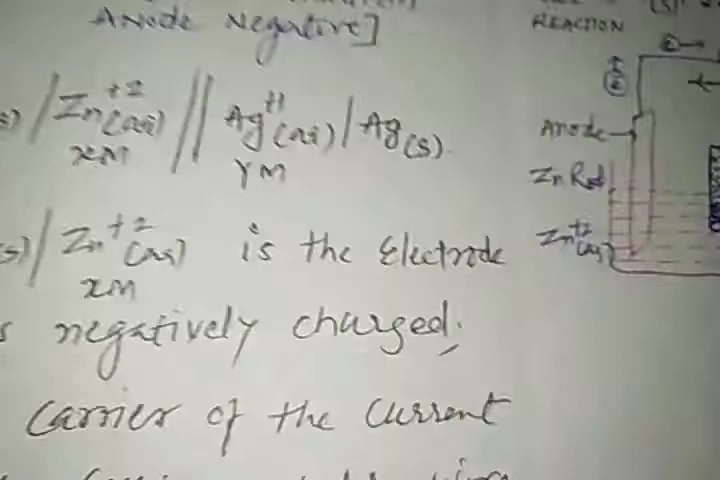 Anode Negative]
REACTION
s) / Zn+2(aq) // Ag+1(aq) / Ag(s)
xM YM
Anode
Zn Rod
s) / Zn+2(aq) is the Electrode
xM
Zn+2(aq)
s negatively charged;
Carrier of the current